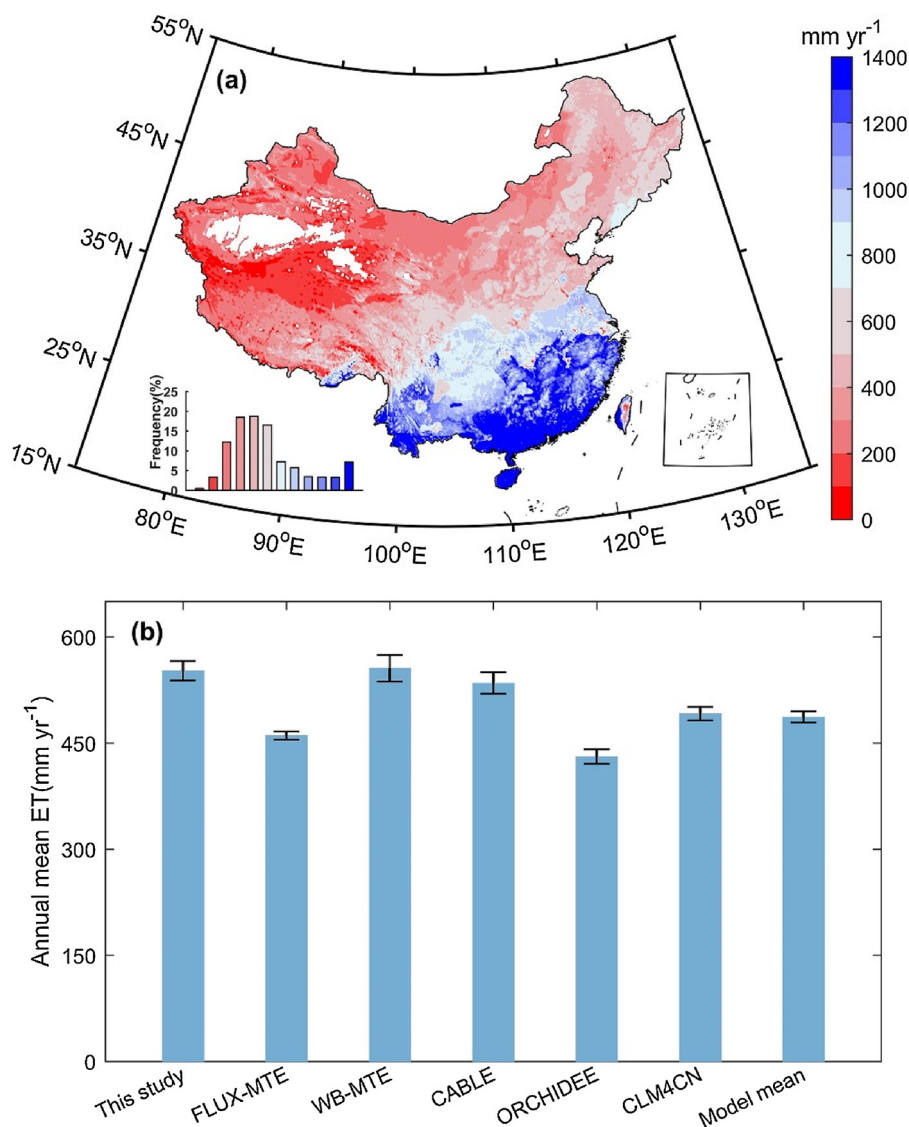 (a)
mm yr⁻¹
55°N
45°N
35°N
25°N
15°N
80°E
90°E
100°E
110°E
120°E
130°E
1400
1200
1000
800
600
400
200
0
Frequency(%)
25
20
15
10
5
0
(b)
Annual mean ET(mm yr⁻¹)
600
450
300
150
0
This study
FLUX-MTE
WB-MTE
CABLE
ORCHIDEE
CLM4CN
Model mean